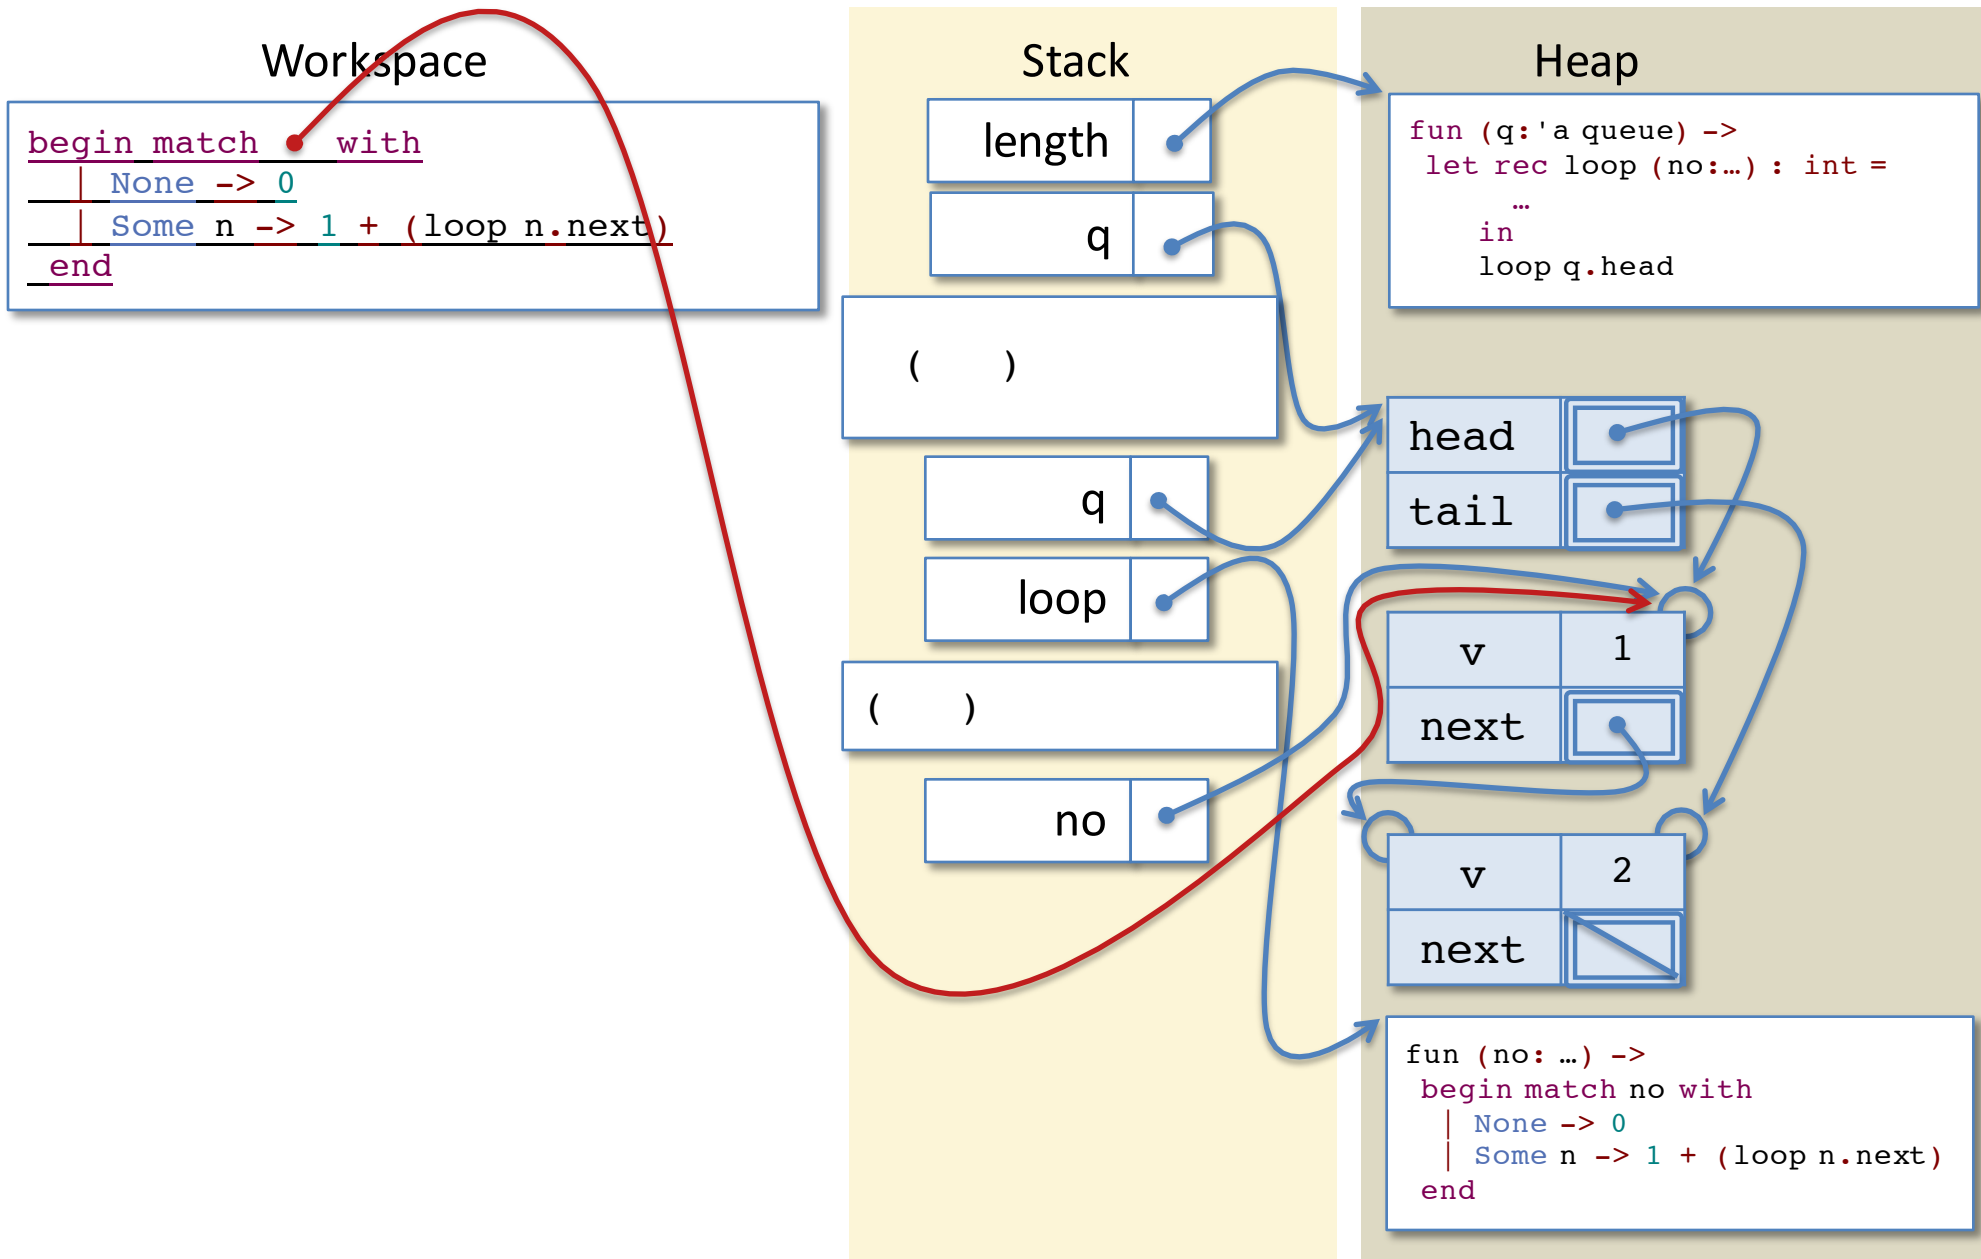 Workspace
begin match with
| None -> 0
| Some n -> 1 + (loop n.next)
end
Stack
length
q
( )
q
loop
( )
no
Heap
fun (q:'a queue) ->
let rec loop (no:…) : int =
…
in
loop q.head
head
tail
v 1
next
v 2
next
fun (no: …) ->
begin match no with
| None -> 0
| Some n -> 1 + (loop n.next)
end